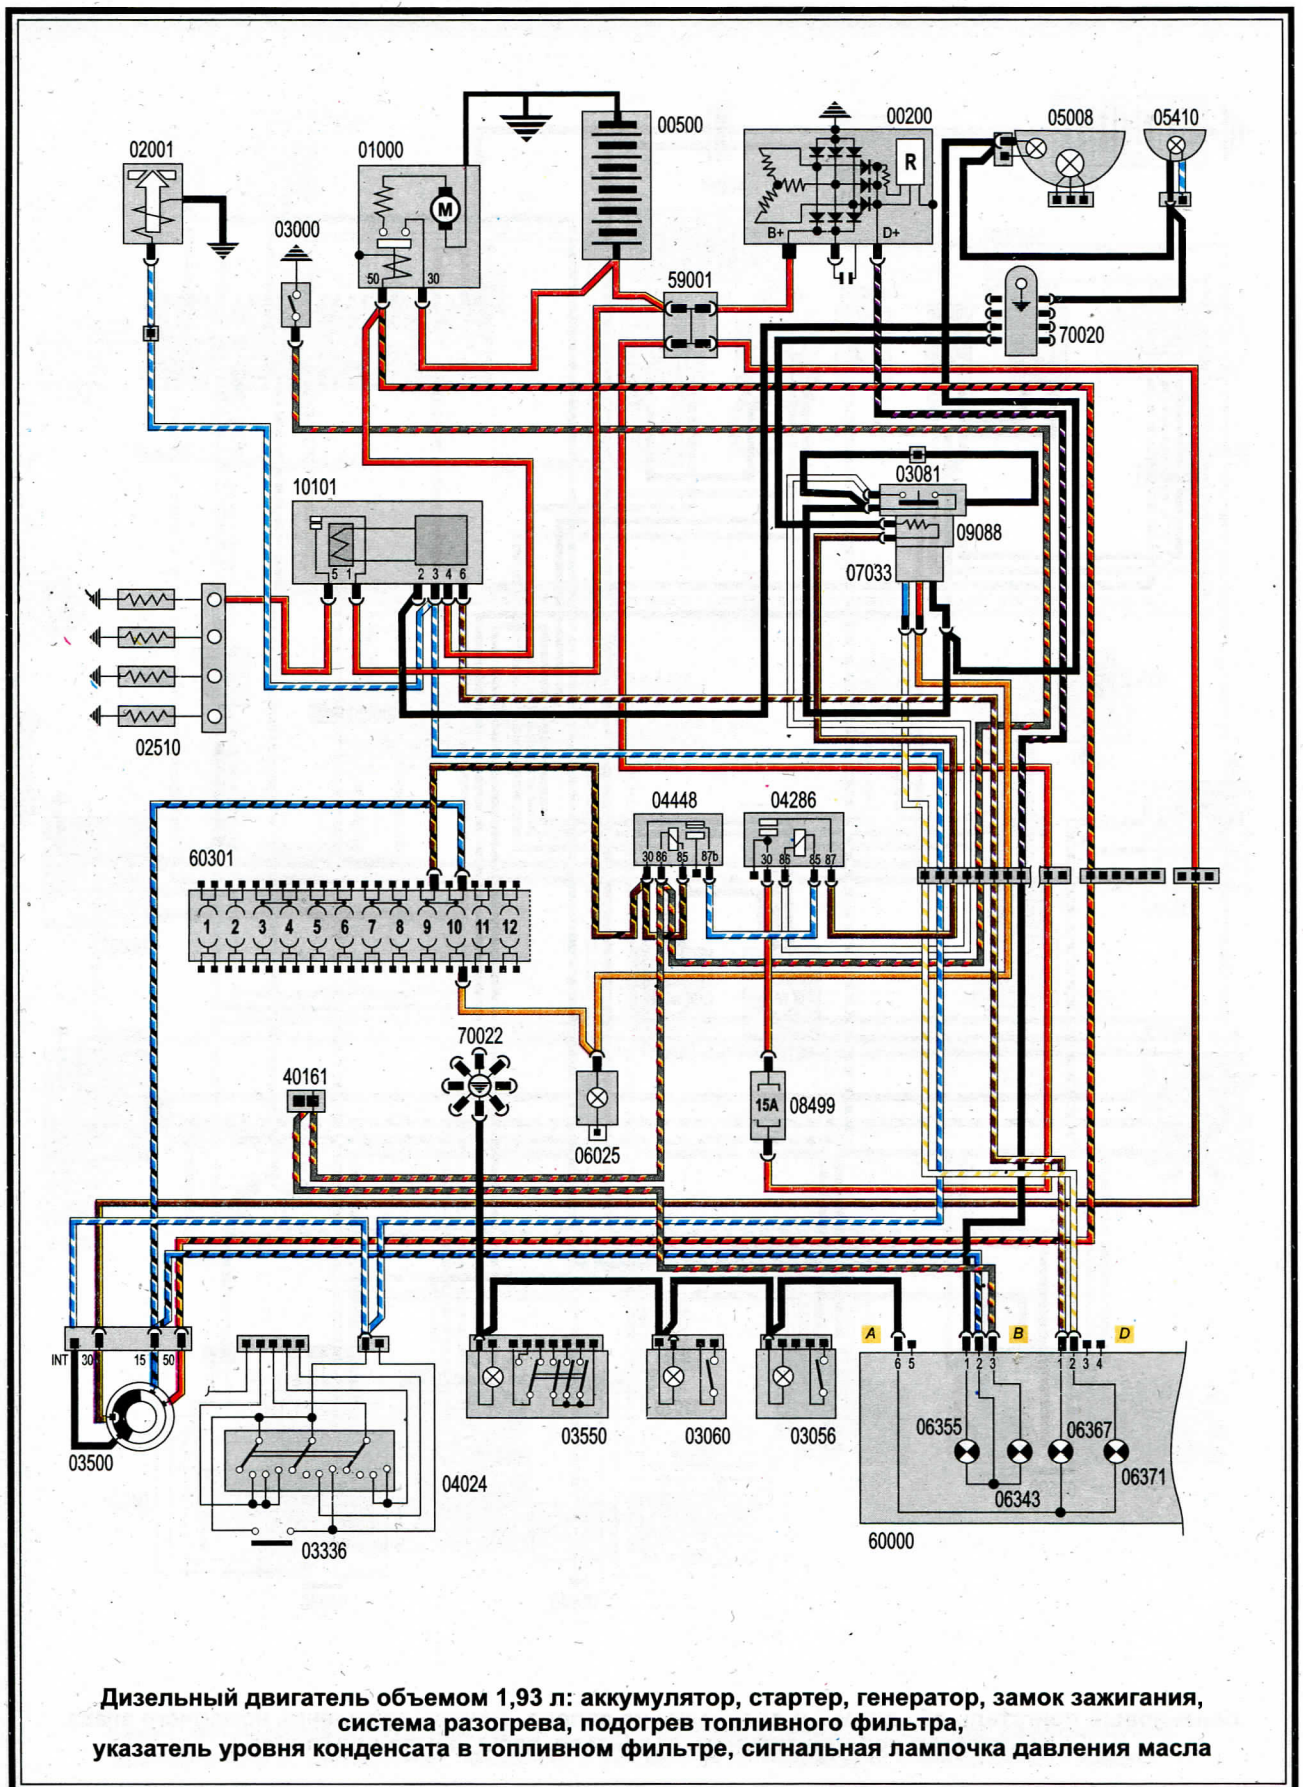 02001
01000
00500
00200
R
05008
05410
M
50
30
B+
D+
03000
59001
70020
10101
5 1 2 3 4 6
03081
09088
07033
02510
04448
30 86 85 87b
04286
30 86 85 87
60301
1 2 3 4 5 6 7 8 9 10 11 12
70022
40161
15A
08499
06025
INT 30 15 50
03500
04024
03336
03550
03060
03056
A
B
D
6 5 1 2 3 1 2 3 4
06355
06343
06367
06371
60000
Дизельный двигатель объемом 1,93 л: аккумулятор, стартер, генератор, замок зажигания,
система разогрева, подогрев топливного фильтра,
указатель уровня конденсата в топливном фильтре, сигнальная лампочка давления масла